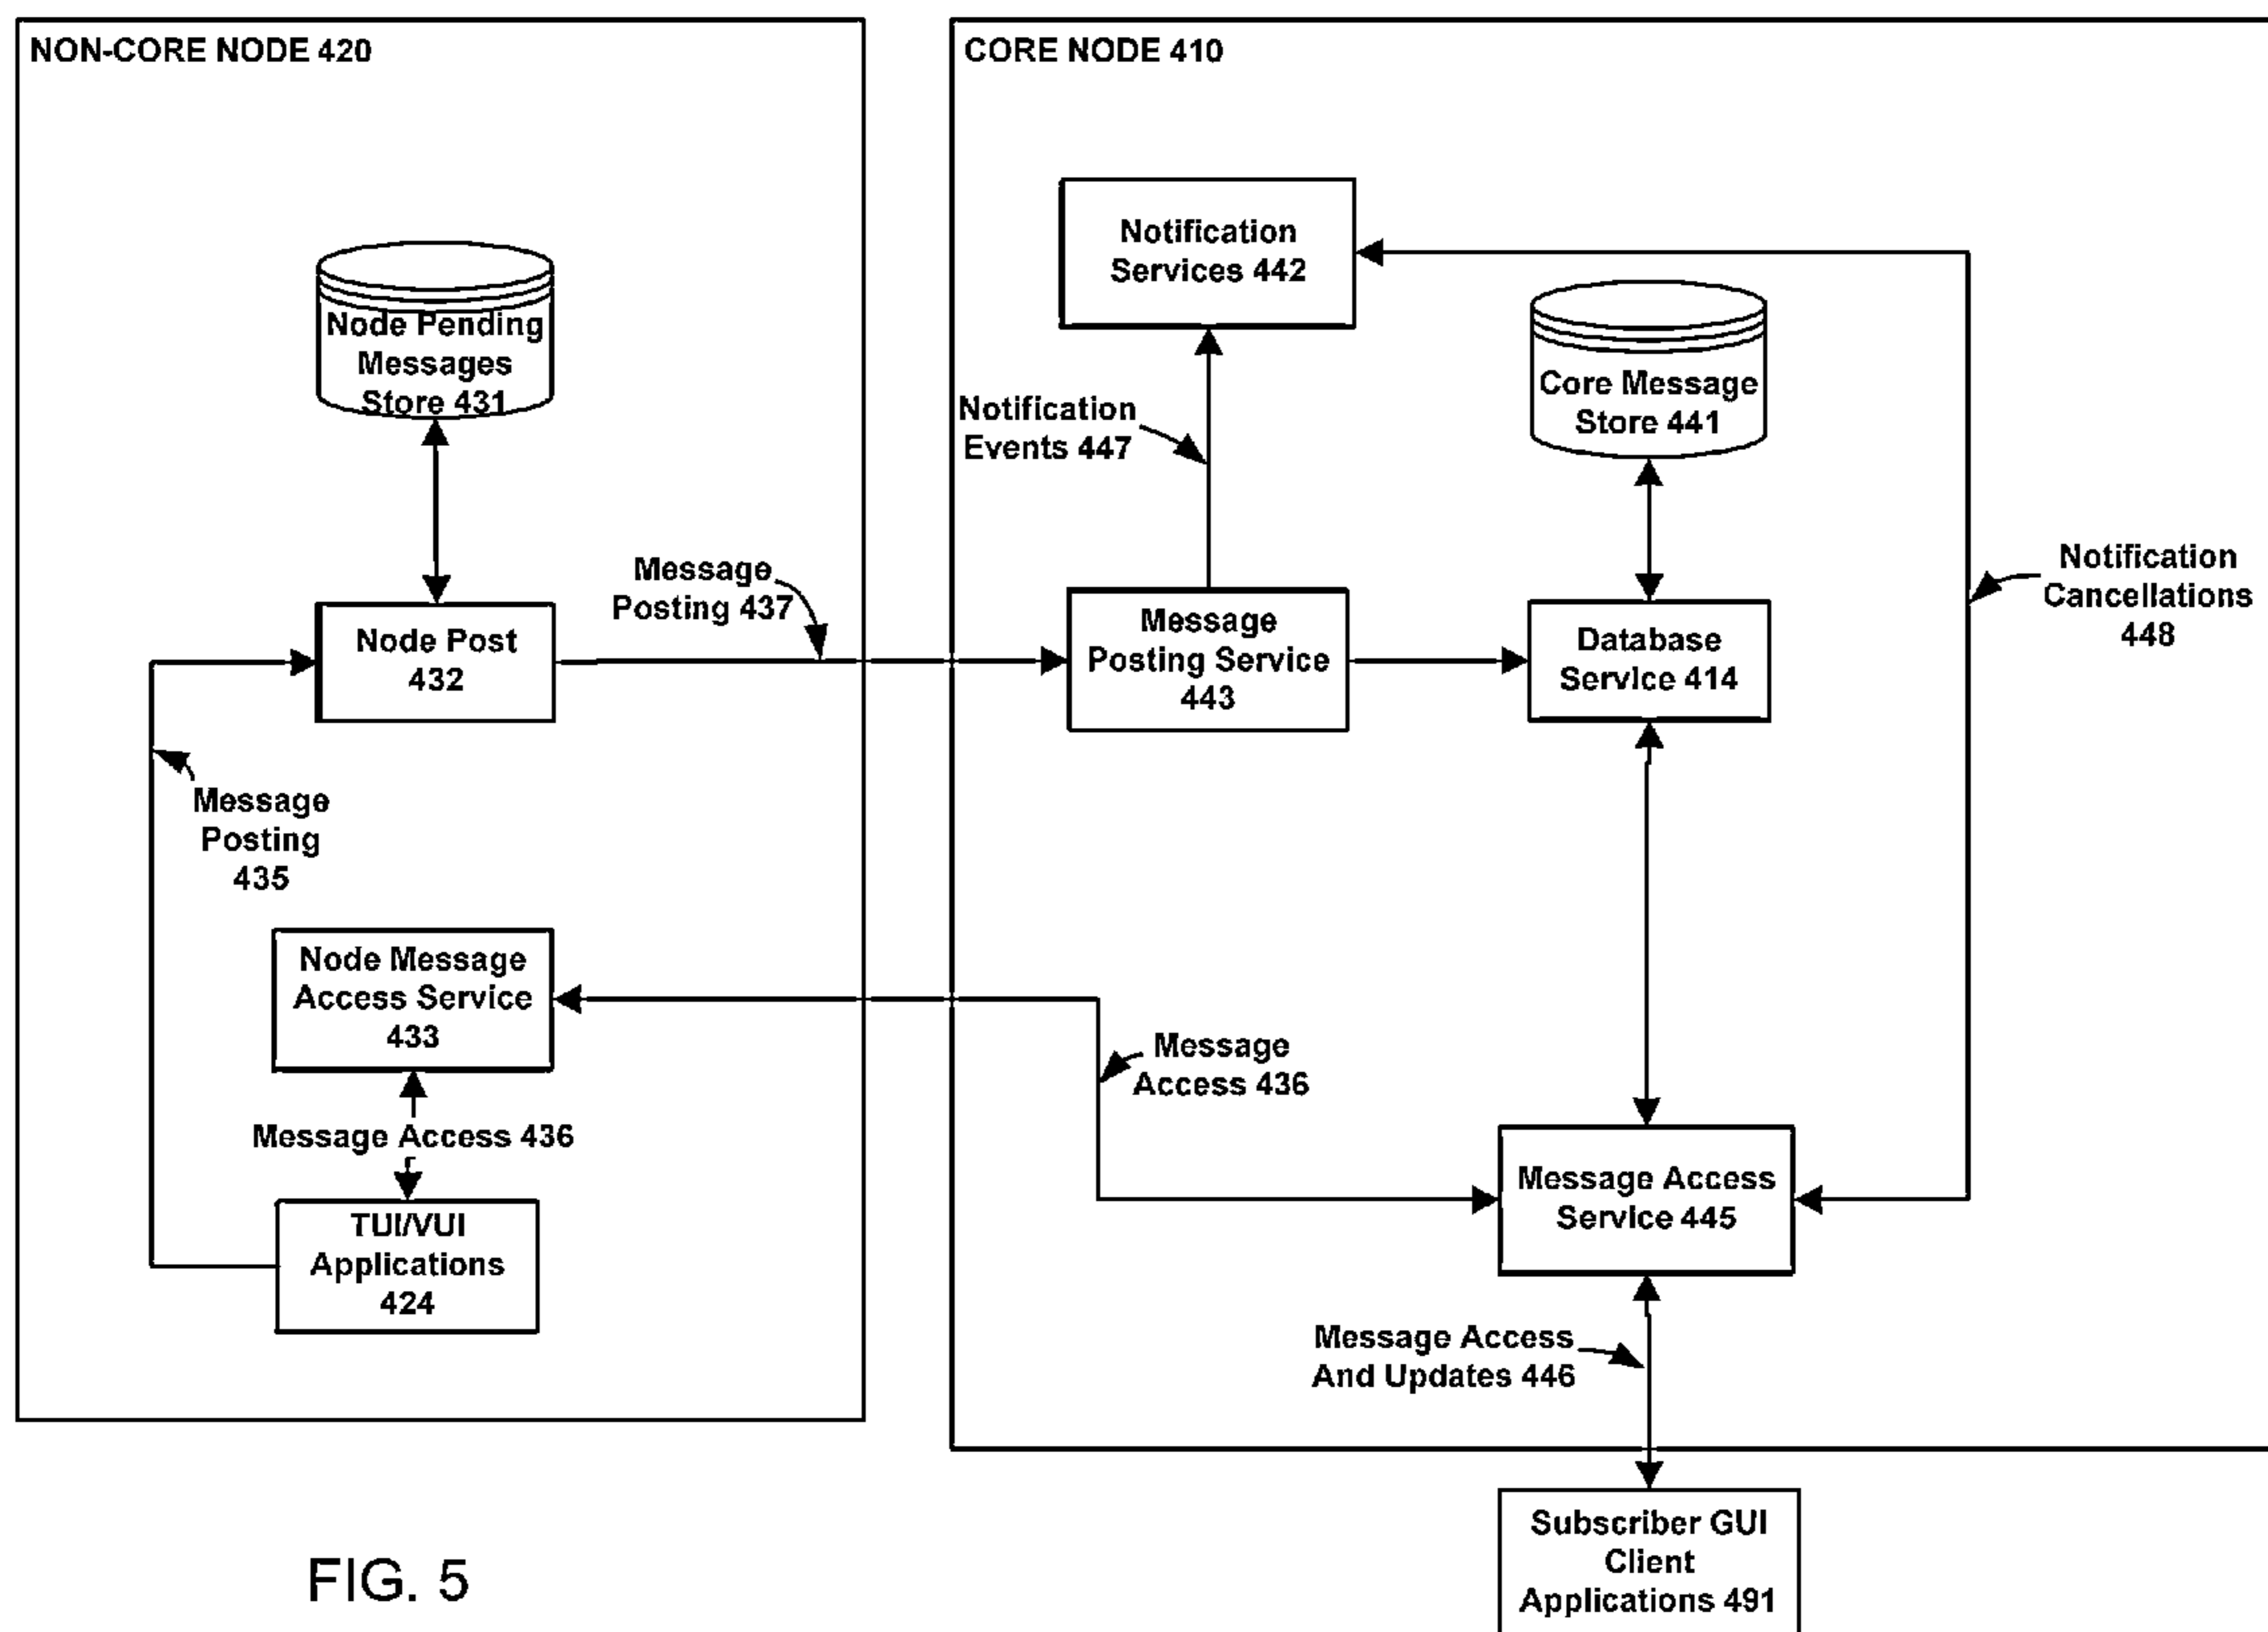 NON-CORE NODE 420
CORE NODE 410
Notification
Services 442
Node Pending
Messages
Store 431
Core Message
Store 441
Notification
Events 447
Message
Posting 437
Notification
Cancellations
448
Node Post
432
Message
Posting Service
443
Database
Service 414
Message
Posting
435
Node Message
Access Service
433
Message
Access 436
Message Access 436
Message Access
Service 445
TUI/VUI
Applications
424
Message Access
And Updates 446
Subscriber GUI
Client
Applications 491
FIG. 5